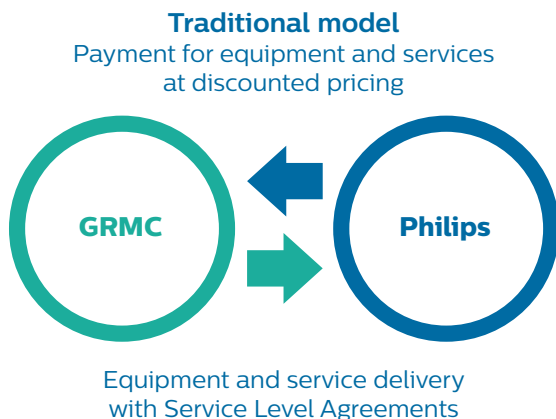 Traditional model
Payment for equipment and services
at discounted pricing
GRMC
Philips
Equipment and service delivery
with Service Level Agreements